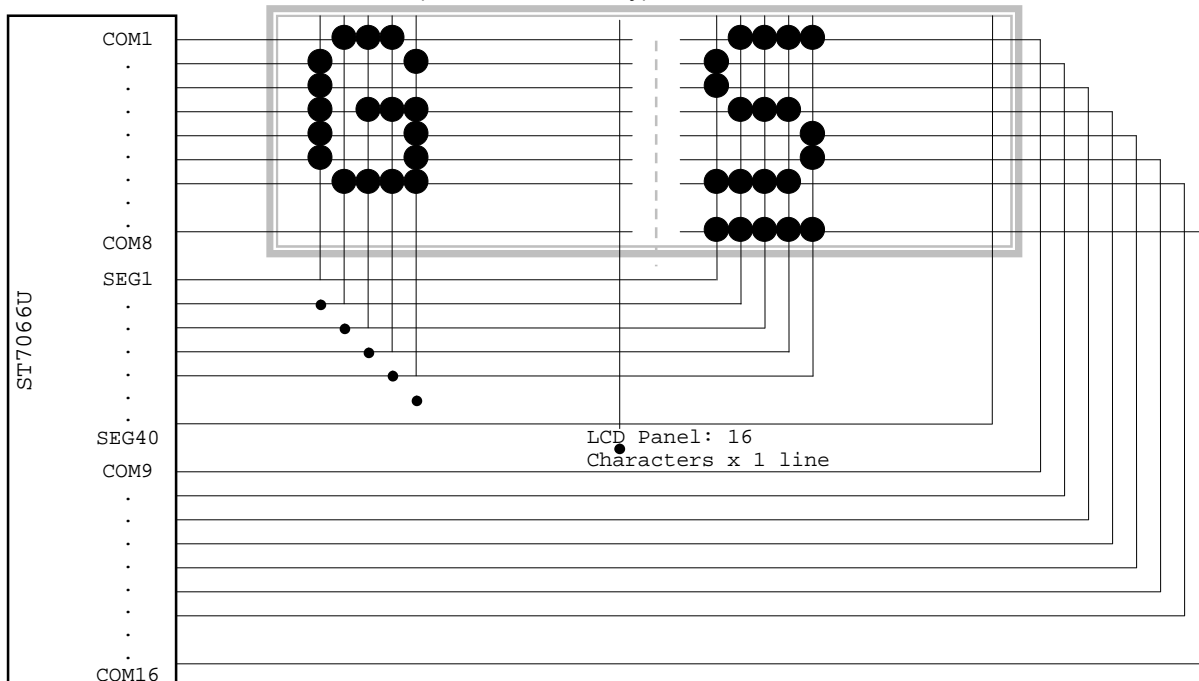 COM1
COM8
SEG1
ST7066U
SEG40
LCD Panel: 16
Characters x 1 line
COM9
COM16